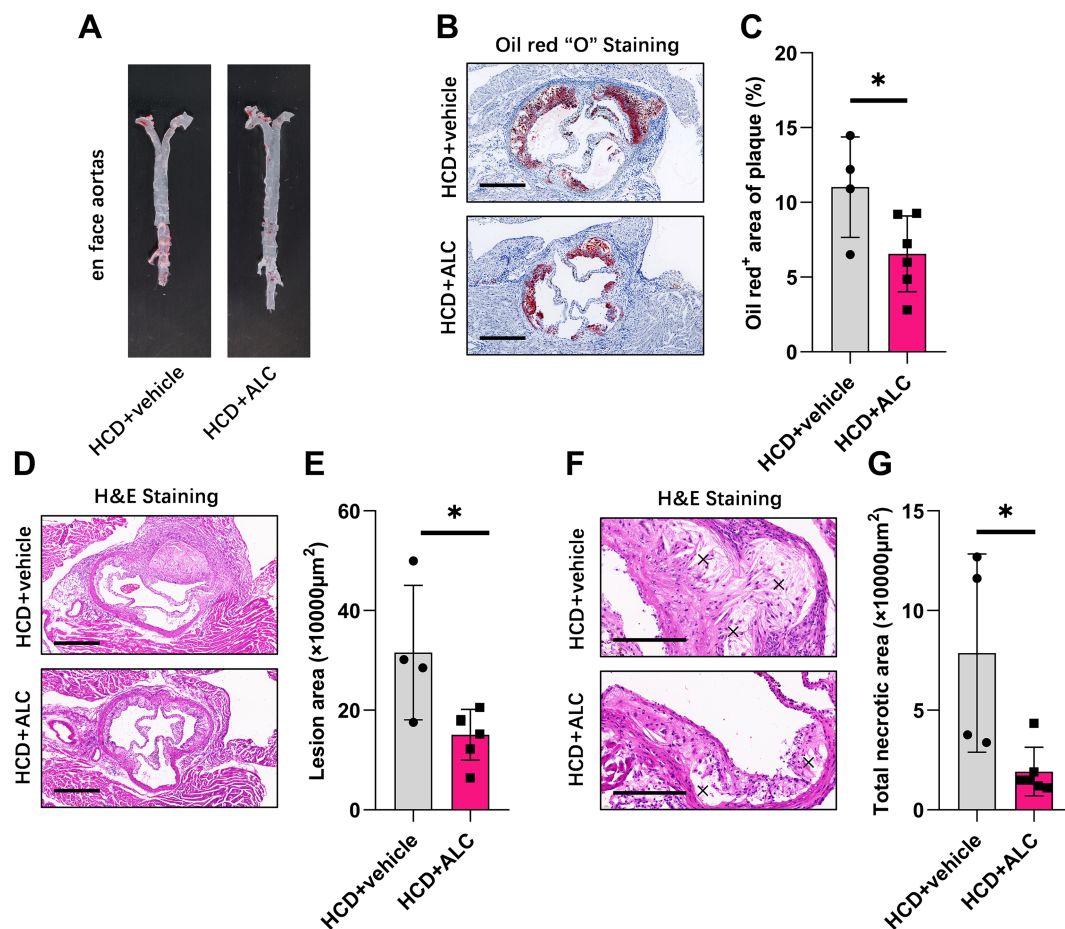 A
en face aortas
HCD+vehicle
HCD+ALC
B
Oil red “O” Staining
HCD+vehicle
HCD+ALC
C
Oil red⁺ area of plaque (%)
20
15
10
5
0
*
HCD+vehicle
HCD+ALC
D
H&E Staining
HCD+vehicle
HCD+ALC
E
Lesion area (×10000μm²)
60
40
20
0
*
HCD+vehicle
HCD+ALC
F
H&E Staining
HCD+vehicle
×
×
×
HCD+ALC
×
×
G
Total necrotic area (×10000μm²)
15
10
5
0
*
HCD+vehicle
HCD+ALC